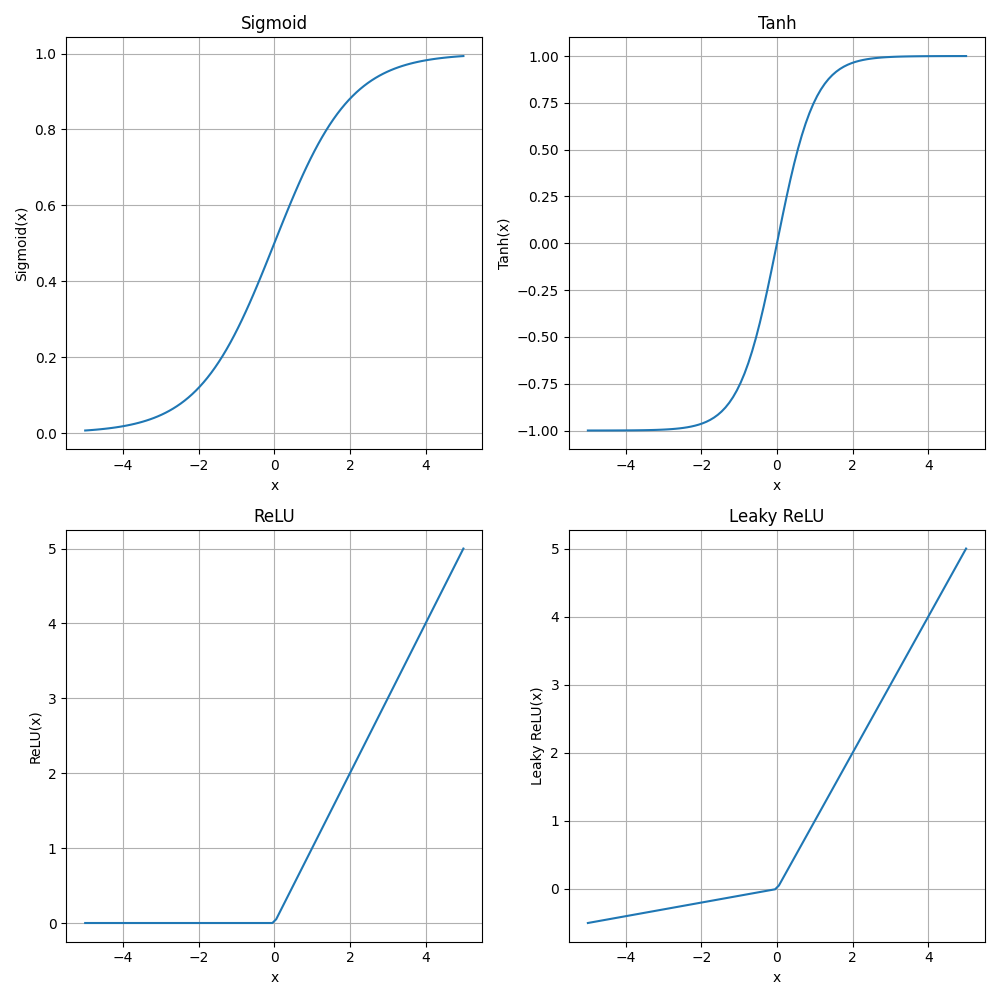 Sigmoid
1.0
0.8
0.6
0.4
0.2
0.0
Sigmoid(x)
−4 −2 0 2 4
x
Tanh
1.00
0.75
0.50
0.25
0.00
−0.25
−0.50
−0.75
−1.00
Tanh(x)
−4 −2 0 2 4
x
ReLU
5
4
3
2
1
0
ReLU(x)
−4 −2 0 2 4
x
Leaky ReLU
5
4
3
2
1
0
Leaky ReLU(x)
−4 −2 0 2 4
x